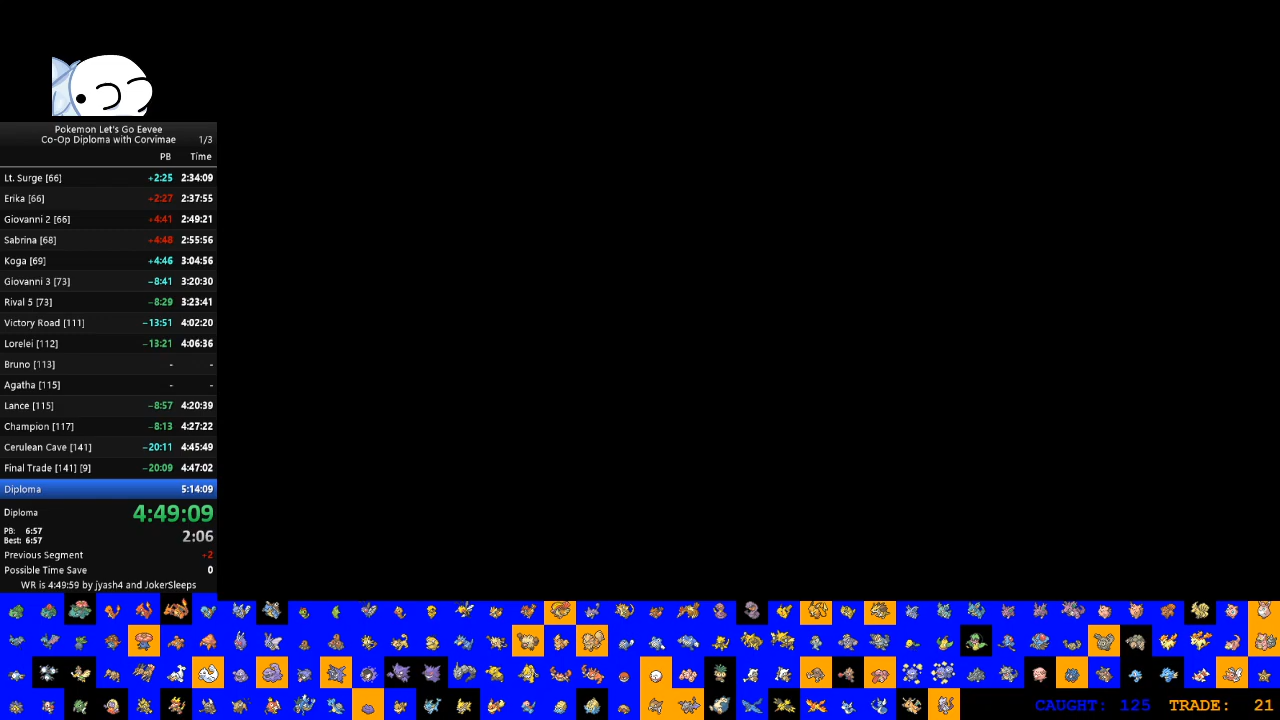 Pokemon Let's Go Eevee
Co-Op Diploma with Corvimae 1/3
PB Time
Lt. Surge [66] +2:25 2:34:09
Erika [66] +2:27 2:37:55
Giovanni 2 [66] +4:41 2:49:21
Sabrina [68] +4:48 2:55:56
Koga [69] +4:46 3:04:56
Giovanni 3 [73] −8:41 3:20:30
Rival 5 [73] −8:29 3:23:41
Victory Road [111] −13:51 4:02:20
Lorelei [112] −13:21 4:06:36
Bruno [113] - -
Agatha [115] - -
Lance [115] −8:57 4:20:39
Champion [117] −8:13 4:27:22
Cerulean Cave [141] −20:11 4:45:49
Final Trade [141] [9] −20:09 4:47:02
Diploma 5:14:09
Diploma 4:49:09
PB: 6:57
Best: 6:57 2:06
Previous Segment +2
Possible Time Save 0
WR is 4:49:59 by jyash4 and JokerSleeps
CAUGHT: 125 TRADE: 21